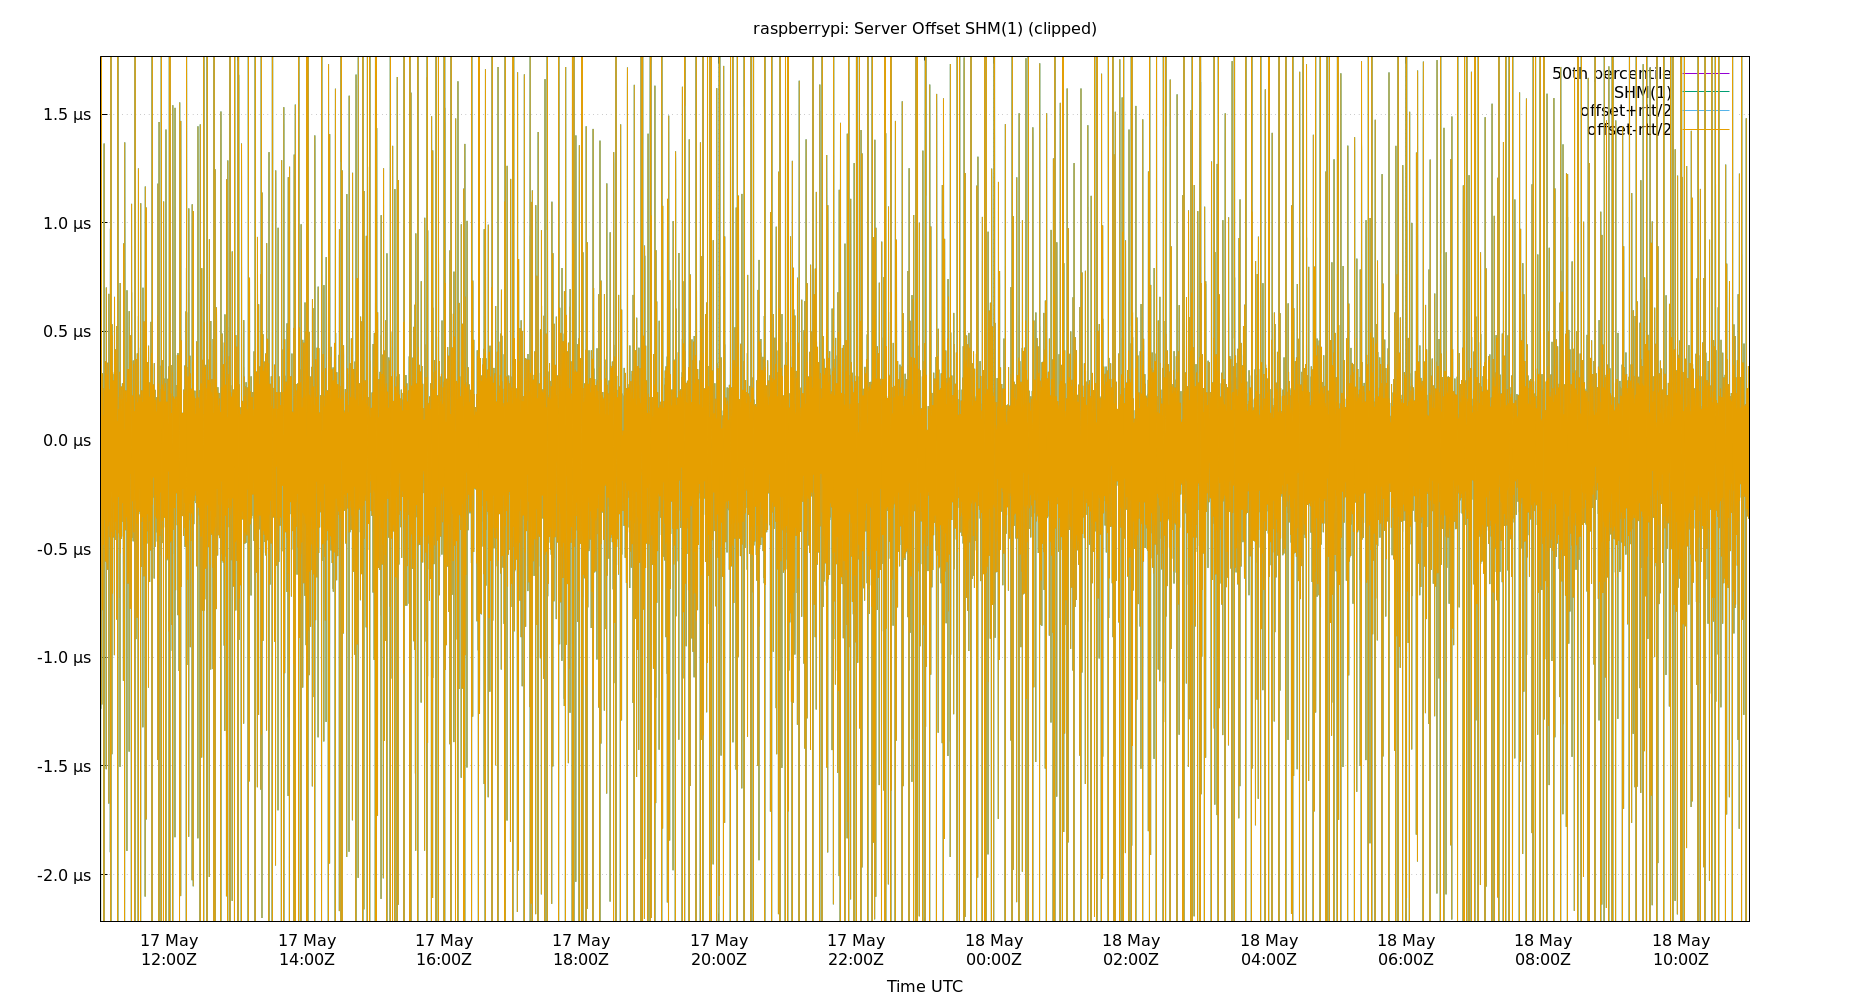 raspberrypi: Server Offset SHM(1) (clipped)
50th percentile
SHM(1)
offset+rtt/2
offset-rtt/2
1.5 µs
1.0 µs
0.5 µs
0.0 µs
-0.5 µs
-1.0 µs
-1.5 µs
-2.0 µs
17 May 17 May 17 May 17 May 17 May 17 May 18 May 18 May 18 May 18 May 18 May 18 May
12:00Z 14:00Z 16:00Z 18:00Z 20:00Z 22:00Z 00:00Z 02:00Z 04:00Z 06:00Z 08:00Z 10:00Z
Time UTC